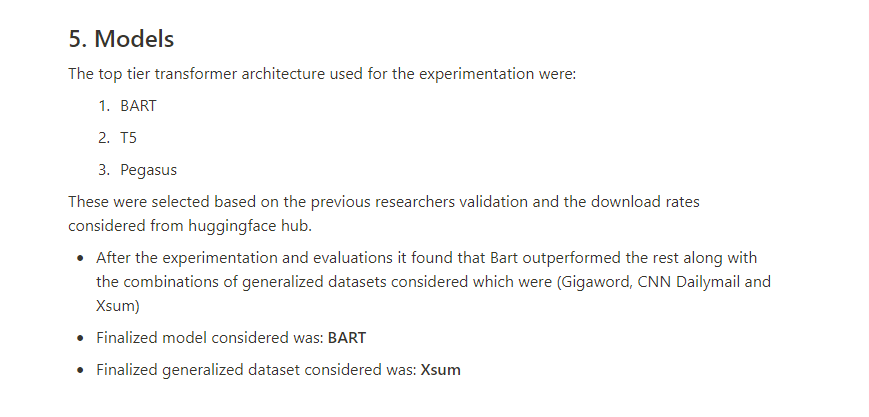 5. Models
The top tier transformer architecture used for the experimentation were:
1. BART
2. T5
3. Pegasus
These were selected based on the previous researchers validation and the download rates
considered from huggingface hub.
• After the experimentation and evaluations it found that Bart outperformed the rest along with
the combinations of generalized datasets considered which were (Gigaword, CNN Dailymail and
Xsum)
• Finalized model considered was: BART
• Finalized generalized dataset considered was: Xsum